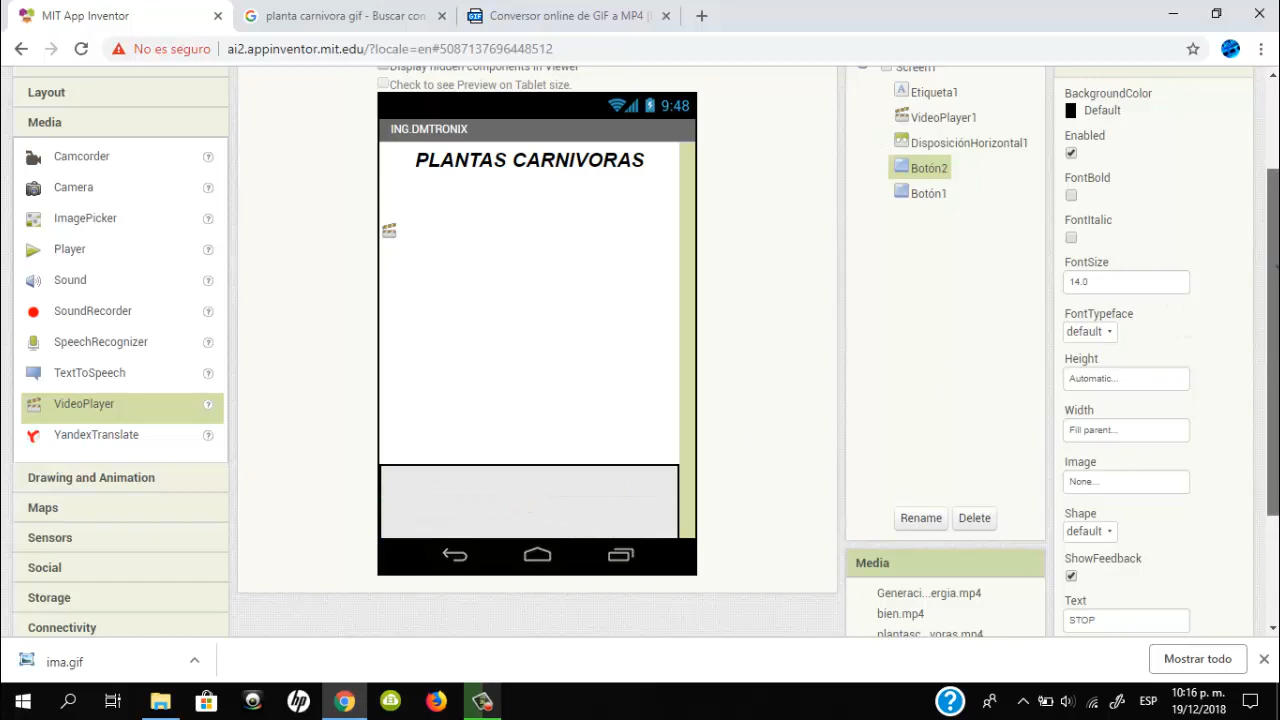 MIT App Inventor
planta carnivora gif - Buscar con
GIF
Conversor online de GIF a MP4 [
No es seguro
ai2.appinventor.mit.edu/?locale=en#5087137696448512
Display hidden components in Viewer
Check to see Preview on Tablet size.
Layout
Media
Camcorder
Camera
ImagePicker
Player
Sound
SoundRecorder
SpeechRecognizer
TextToSpeech
VideoPlayer
YandexTranslate
Drawing and Animation
Maps
Sensors
Social
Storage
Connectivity
9:48
ING.DMTRONIX
PLANTAS CARNIVORAS
Screen1
Etiqueta1
VideoPlayer1
DisposiciónHorizontal1
Botón2
Botón1
Rename
Delete
Media
Generaci...ergia.mp4
bien.mp4
plantasc...voras.mp4
BackgroundColor
Default
Enabled
FontBold
FontItalic
FontSize
14.0
FontTypeface
default
Height
Automatic...
Width
Fill parent...
Image
None...
Shape
default
ShowFeedback
Text
STOP
ima.gif
Mostrar todo
hp
ESP
10:16 p. m.
19/12/2018